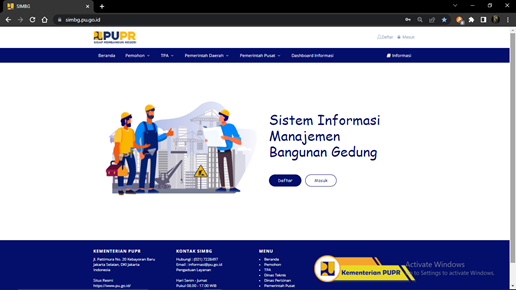 SIMBG
simbg.pu.go.id
PUPR
Daftar Masuk
Beranda Pemohon TPA Pemerintah Daerah Pemerintah Pusat Dashboard Informasi Informasi
Sistem Informasi
Manajemen
Bangunan Gedung
Daftar Masuk
KEMENTERIAN PUPR
Jl. Pattimura No. 20 Kebayoran Baru
Jakarta Selatan, DKI Jakarta
Indonesia
Situs Resmi
https://www.pu.go.id/
KONTAK SIMBG
Hubungi : (021) 7228497
Email : informasi@pu.go.id
Pengaduan Layanan
Hari Senin - Jumat
Pukul 08.00 - 17.00 WIB
MENU
Beranda
Pemohon
TPA
Dinas Teknis
Dinas Perizinan
Pemerintah Pusat
Kementerian PUPR
Activate Windows
Go to Settings to activate Windows.